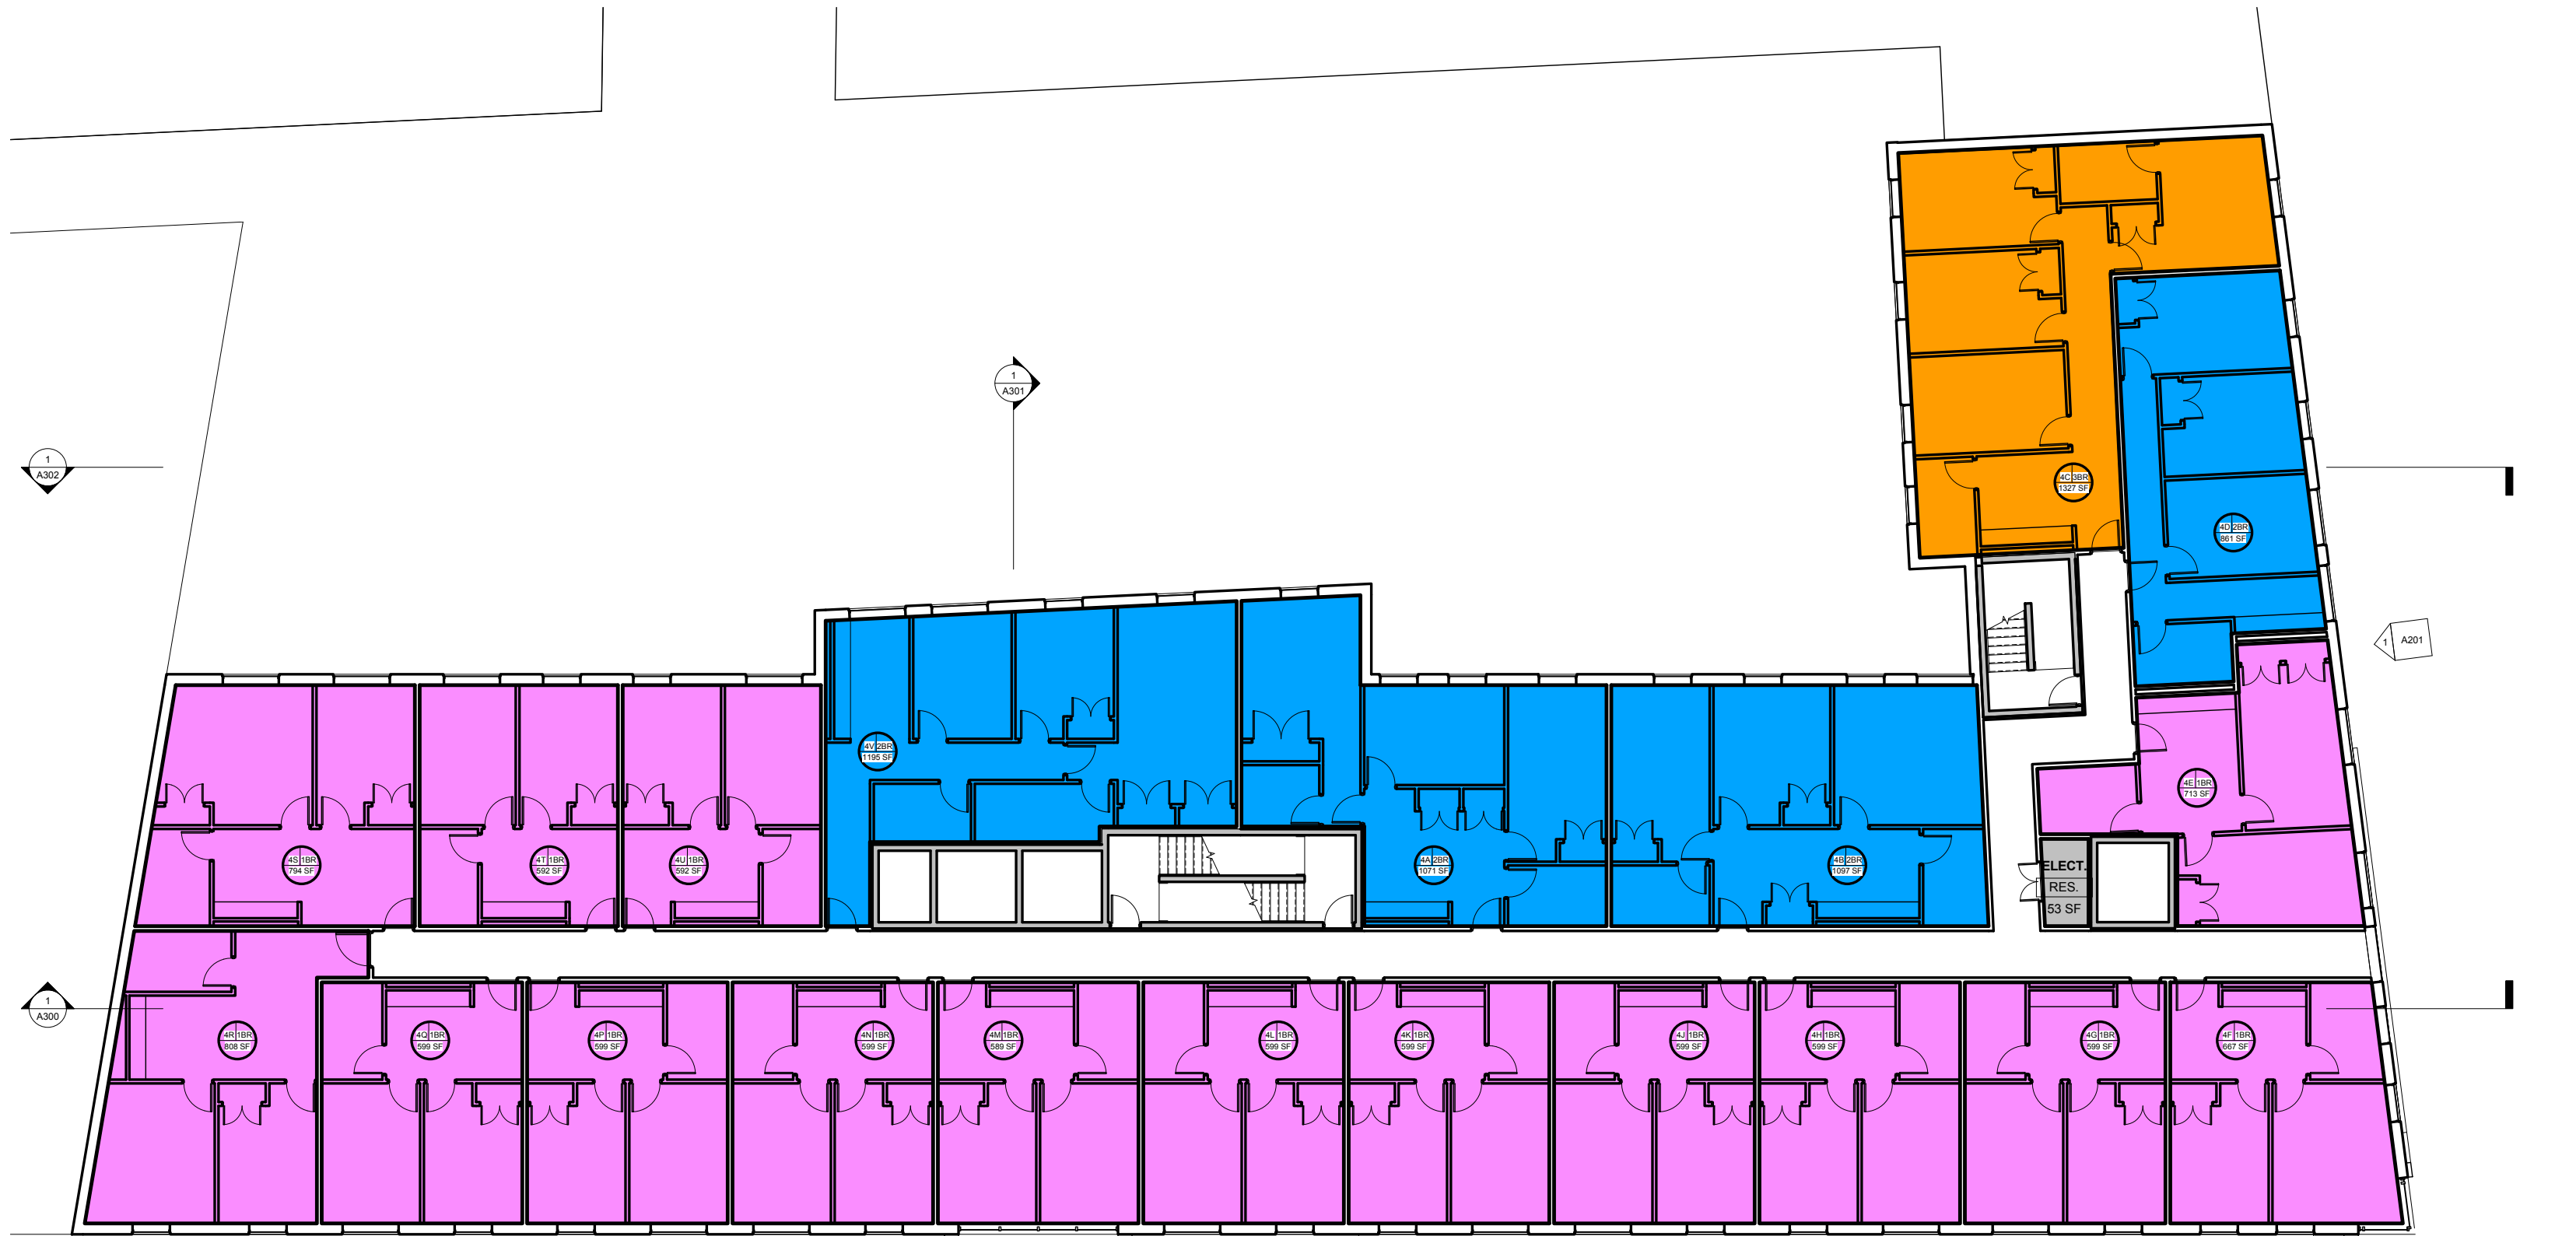 4C 3BR
1327 SF
1
A301
1
A302
4D 2BR
861 SF
1 A201
4V 2BR
1195 SF
4E 1BR
713 SF
4S 1BR
794 SF
4T 1BR
592 SF
4U 1BR
592 SF
4A 2BR
1071 SF
4B 2BR
1097 SF
ELECT.
RES.
53 SF
1
A300
4R 1BR
808 SF
4Q 1BR
599 SF
4P 1BR
599 SF
4N 1BR
599 SF
4M 1BR
589 SF
4L 1BR
599 SF
4K 1BR
599 SF
4J 1BR
599 SF
4H 1BR
599 SF
4G 1BR
599 SF
4F 1BR
667 SF